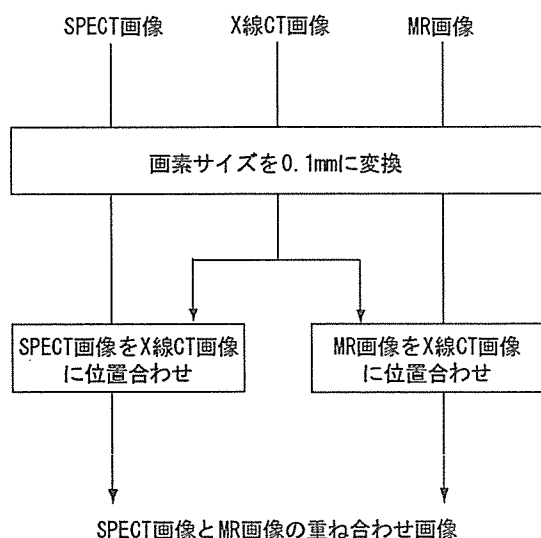 SPECT画像 X線CT画像 MR画像
画素サイズを0.1mmに変換
SPECT画像をX線CT画像
に位置合わせ
MR画像をX線CT画像
に位置合わせ
SPECT画像とMR画像の重ね合わせ画像